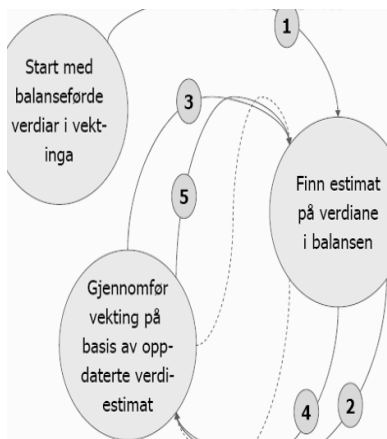 1
Start med
balanseførde
verdiar i vekt-
inga
3
5
Finn estimat
på verdiane
i balansen
Gjennomfør
vekting på
basis av opp-
daterte verdi-
estimat
4
2